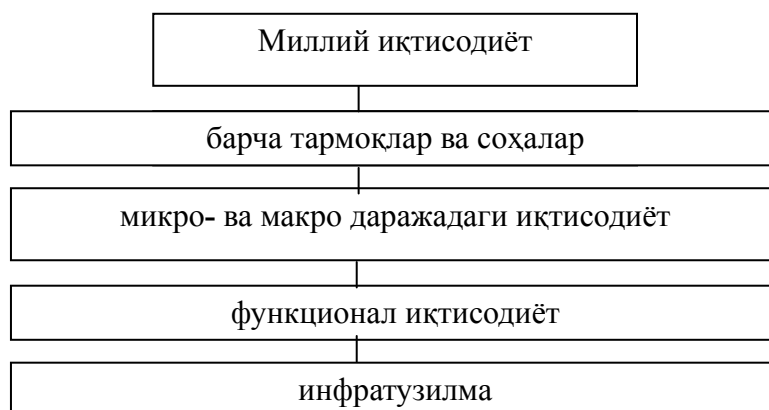 Миллий иқтисодиёт
барча тармоқлар ва соҳалар
микро- ва макро даражадаги иқтисодиёт
функционал иқтисодиёт
инфратузилма